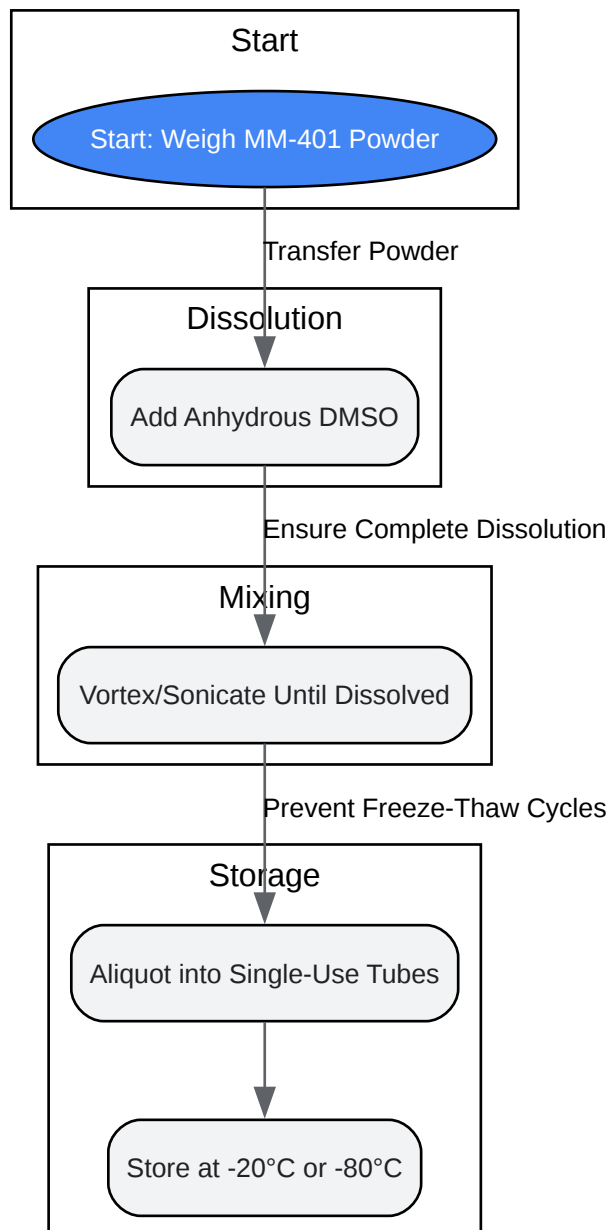 Start
Start: Weigh MM-401 Powder
Transfer Powder
Dissolution
Add Anhydrous DMSO
Ensure Complete Dissolution
Mixing
Vortex/Sonicate Until Dissolved
Prevent Freeze-Thaw Cycles
Storage
Aliquot into Single-Use Tubes
Store at -20°C or -80°C